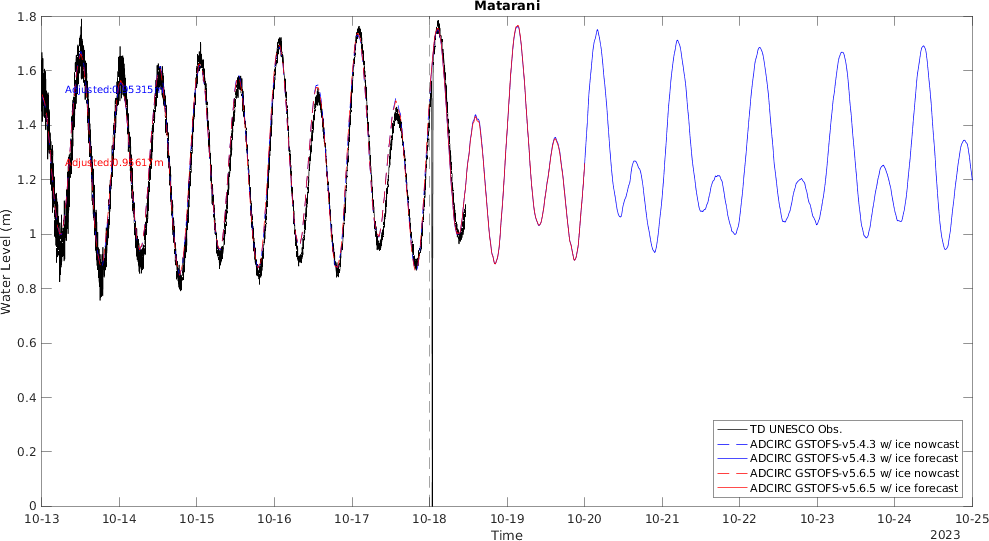 Matarani
1.8
1.6
1.4
1.2
1
0.8
0.6
0.4
0.2
0
Water Level (m)
Adjusted:
Adjusted:
10-13
10-14
10-15
10-16
10-17
10-18
10-19
10-20
10-21
10-22
10-23
10-24
10-25
Time
2023
TD UNESCO Obs.
ADCIRC GSTOFS-v5.4.3 w/ ice nowcast
ADCIRC GSTOFS-v5.4.3 w/ ice forecast
ADCIRC GSTOFS-v5.6.5 w/ ice nowcast
ADCIRC GSTOFS-v5.6.5 w/ ice forecast